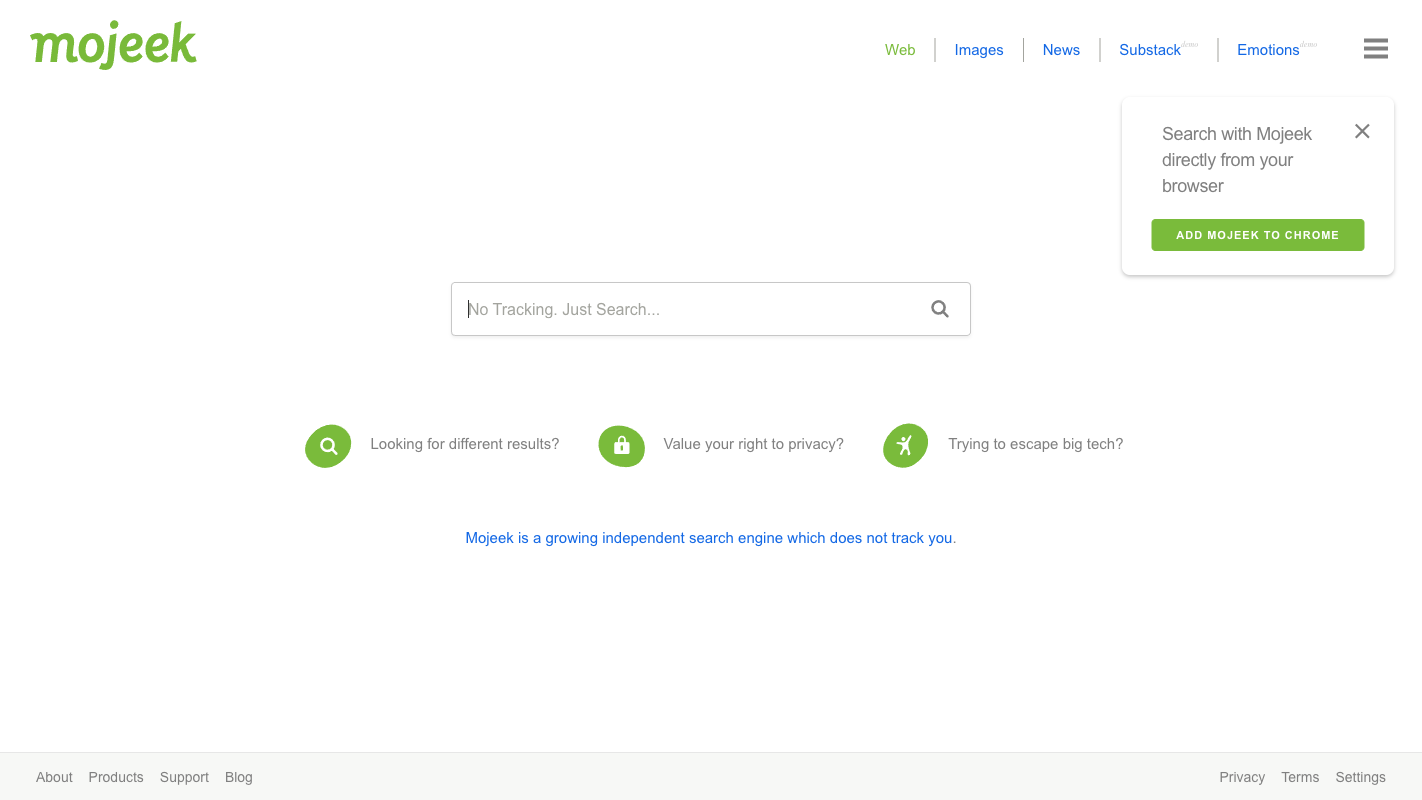 mojeek
Web Images News Substack demo Emotions demo
Search with Mojeek
directly from your
browser
ADD MOJEEK TO CHROME
No Tracking. Just Search...
Looking for different results? Value your right to privacy? Trying to escape big tech?
Mojeek is a growing independent search engine which does not track you.
About Products Support Blog Privacy Terms Settings